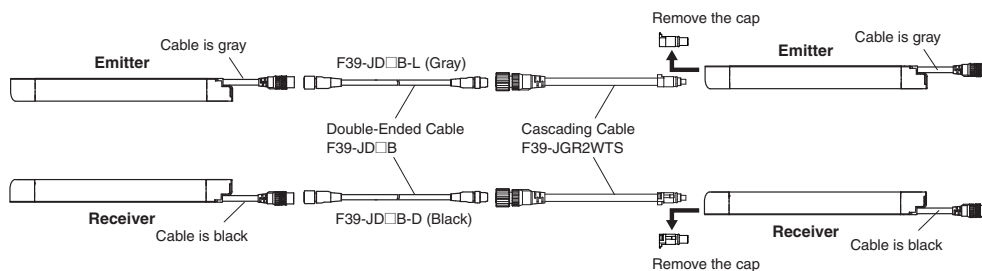 Remove the cap
Cable is gray
Emitter
F39-JD□B-L (Gray)
Emitter
Cable is gray
Double-Ended Cable
F39-JD□B
Cascading Cable
F39-JGR2WTS
Receiver
Cable is black
F39-JD□B-D (Black)
Receiver
Cable is black
Remove the cap